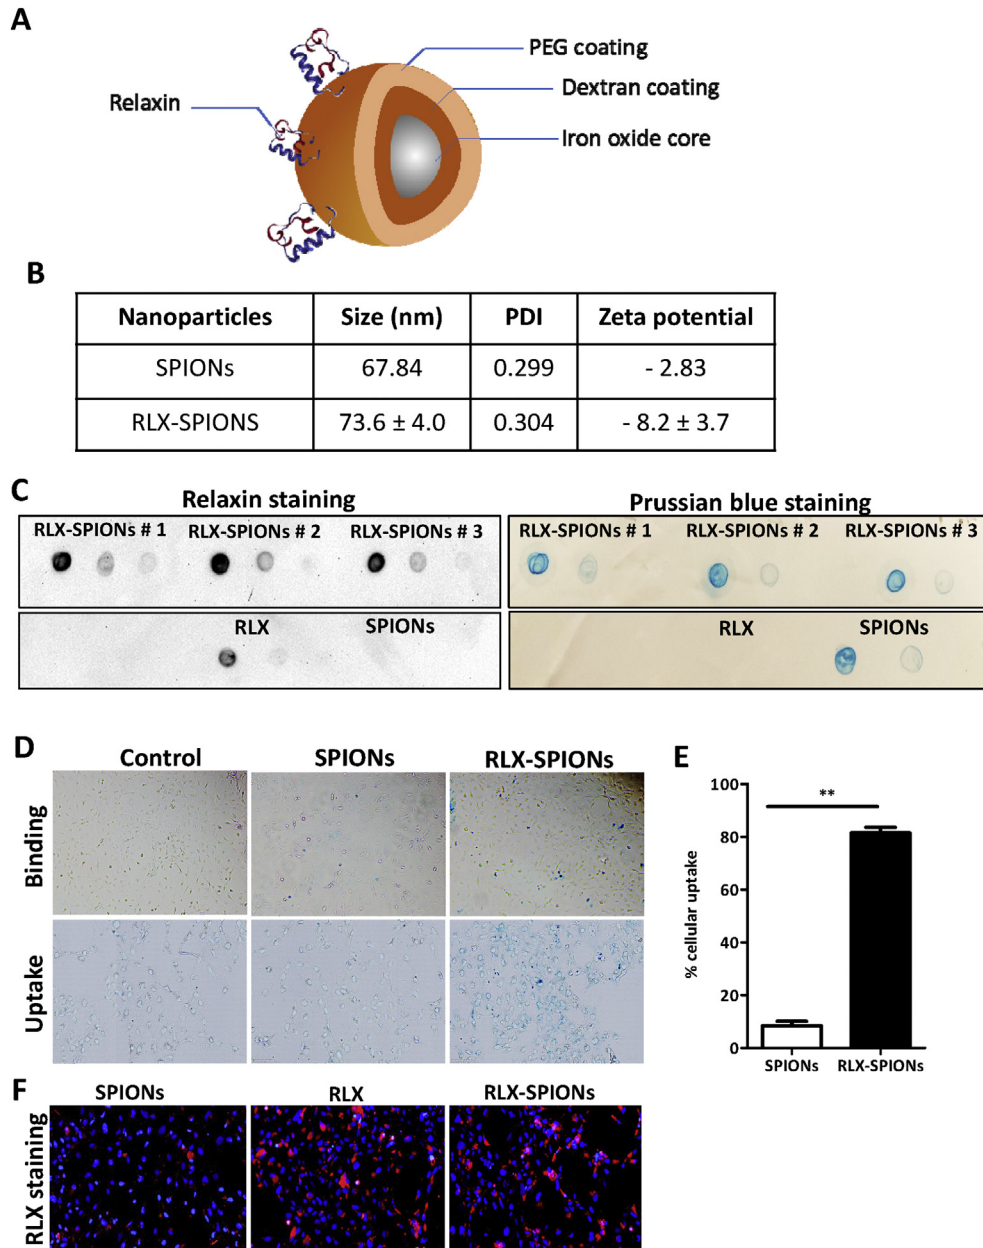 A
PEG coating
Dextran coating
Relaxin
Iron oxide core
B
Nanoparticles Size (nm) PDI Zeta potential
SPIONs 67.84 0.299 - 2.83
RLX-SPIONS 73.6 ± 4.0 0.304 - 8.2 ± 3.7
C
Relaxin staining
RLX-SPIONs # 1 RLX-SPIONs # 2 RLX-SPIONs # 3
RLX SPIONs
Prussian blue staining
RLX-SPIONs # 1 RLX-SPIONs # 2 RLX-SPIONs # 3
RLX SPIONs
D
Control SPIONs RLX-SPIONs
Binding
Uptake
E
% cellular uptake
100
80
60
40
20
0
**
SPIONs RLX-SPIONs
F
SPIONs RLX RLX-SPIONs
RLX staining